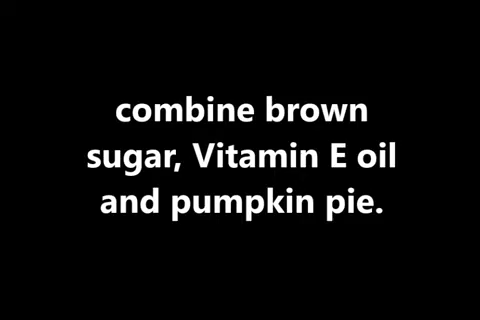 combine brown
sugar, Vitamin E oil
and pumpkin pie.